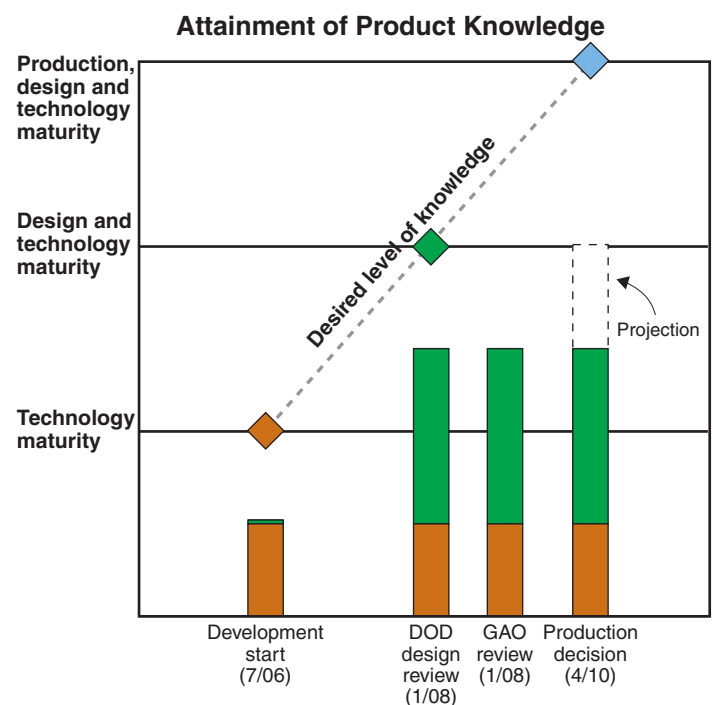 Attainment of Product Knowledge
Production,
design and
technology
maturity
Design and
technology
maturity
Technology
maturity
Desired level of knowledge
Projection
Development
start
(7/06)
DOD
design
review
(1/08)
GAO
review
(1/08)
Production
decision
(4/10)